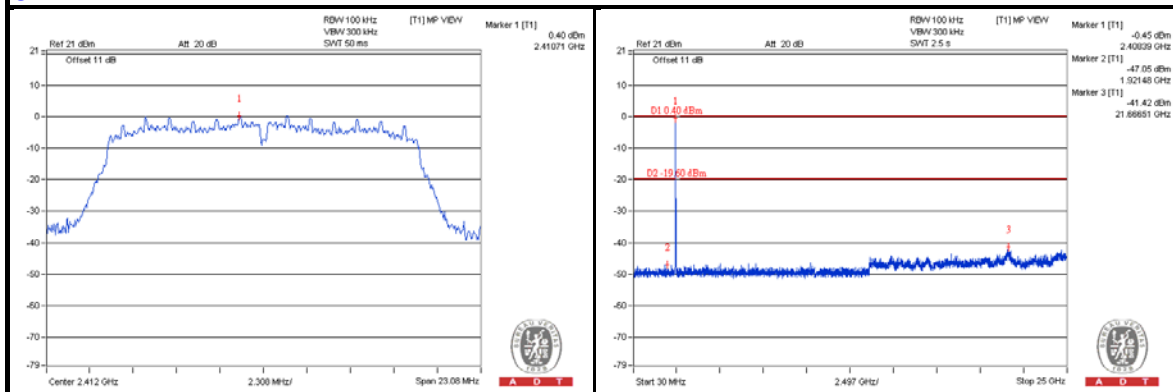 RBW 100 kHz
VBW 300 kHz
SWT 50 ms
[T1] MP VIEW
Marker 1 [T1]
0.40 dBm
2.41071 GHz
Ref 21 dBm
Att 20 dB
Offset 11 dB
21
10
0
-10
-20
-30
-40
-50
-60
-70
-79
1
Center 2.412 GHz
2.308 MHz/
Span 23.08 MHz
BUREAU VERITAS
1828
A D T
RBW 100 kHz
VBW 300 kHz
SWT 2.5 s
[T1] MP VIEW
Marker 1 [T1]
-0.45 dBm
2.40839 GHz
Marker 2 [T1]
-47.05 dBm
1.92148 GHz
Marker 3 [T1]
-41.42 dBm
21.66651 GHz
Ref 21 dBm
Att 20 dB
Offset 11 dB
21
10
0
-10
-20
-30
-40
-50
-60
-70
-79
1
D1 0.40 dBm
D2 -19.60 dBm
2
3
Start 30 MHz
2.497 GHz/
Stop 25 GHz
BUREAU VERITAS
1828
A D T